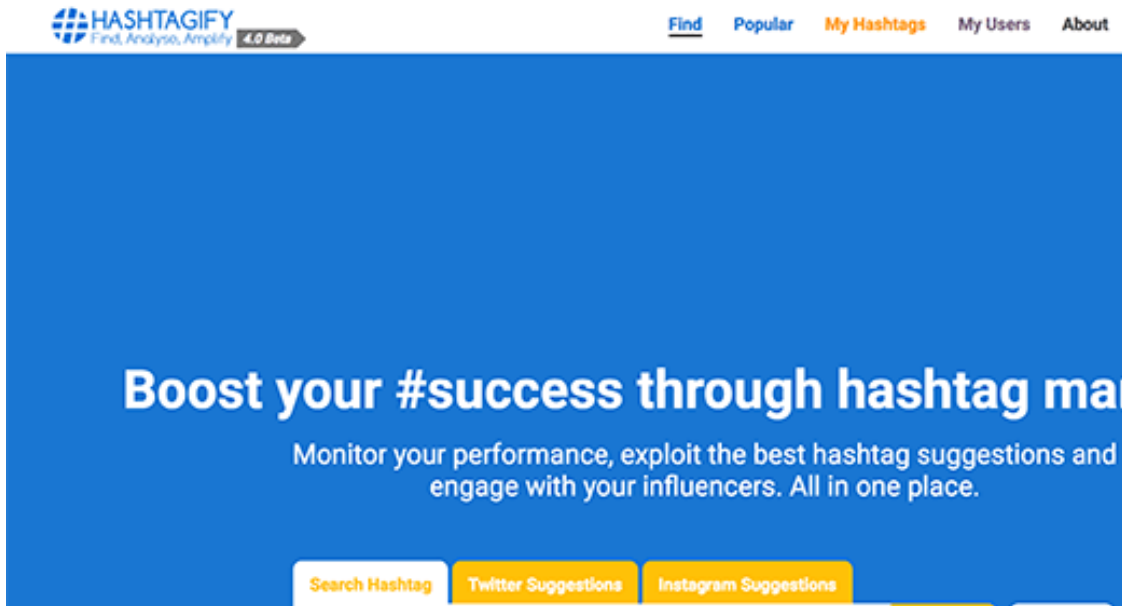 HASHTAGIFY
Find, Analyse, Amplify 4.0 Beta
Find Popular My Hashtags My Users About
Boost your #success through hashtag
Monitor your performance, exploit the best hashtag suggestions and
engage with your influencers. All in one place.
Search Hashtag Twitter Suggestions Instagram Suggestions